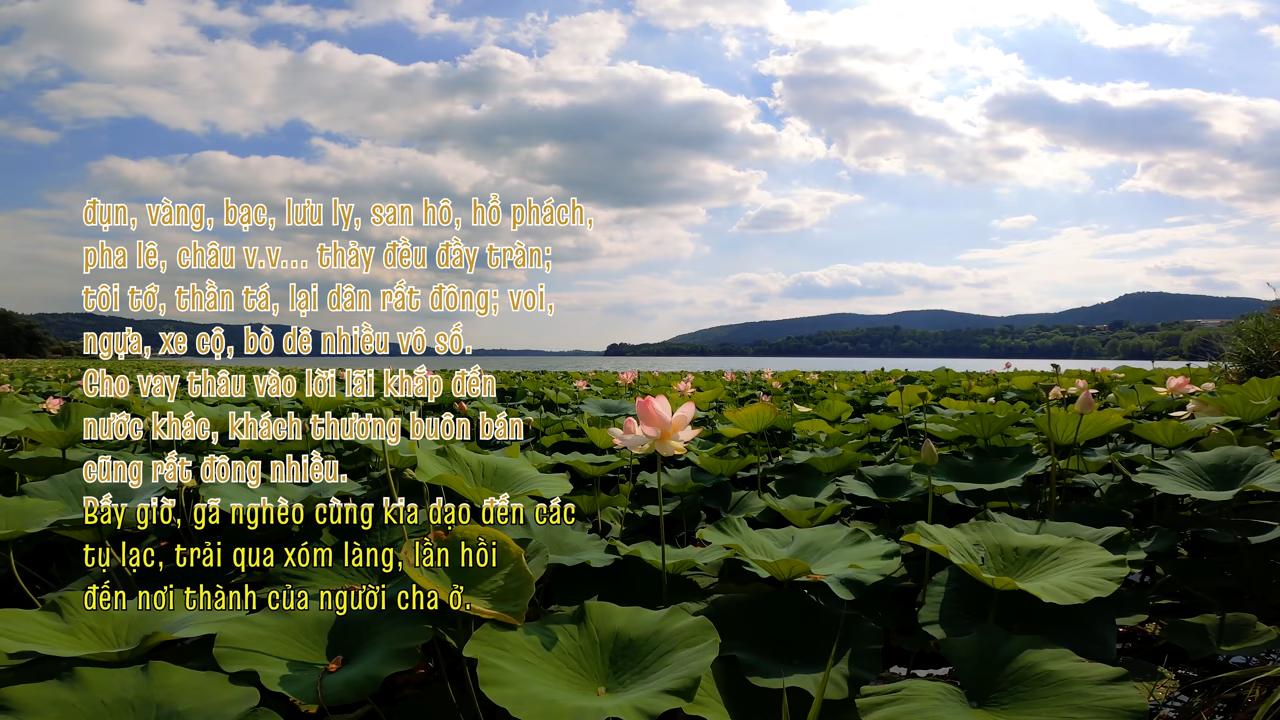 đụn, vàng, bạc, lưu ly, san hô, hổ phách,
pha lê, châu v.v... thảy đều đầy tràn;
tôi tớ, thần tá, lại dân rất đông; voi,
ngựa, xe cộ, bò dê nhiều vô số.
Cho vay thâu vào lời lãi khắp đến
nước khác, khách thương buôn bán
cũng rất đông nhiều.
Bấy giờ, gã nghèo cùng kia dạo đến các
tụ lạc, trải qua xóm làng, lần hồi
đến nơi thành của người cha ở.